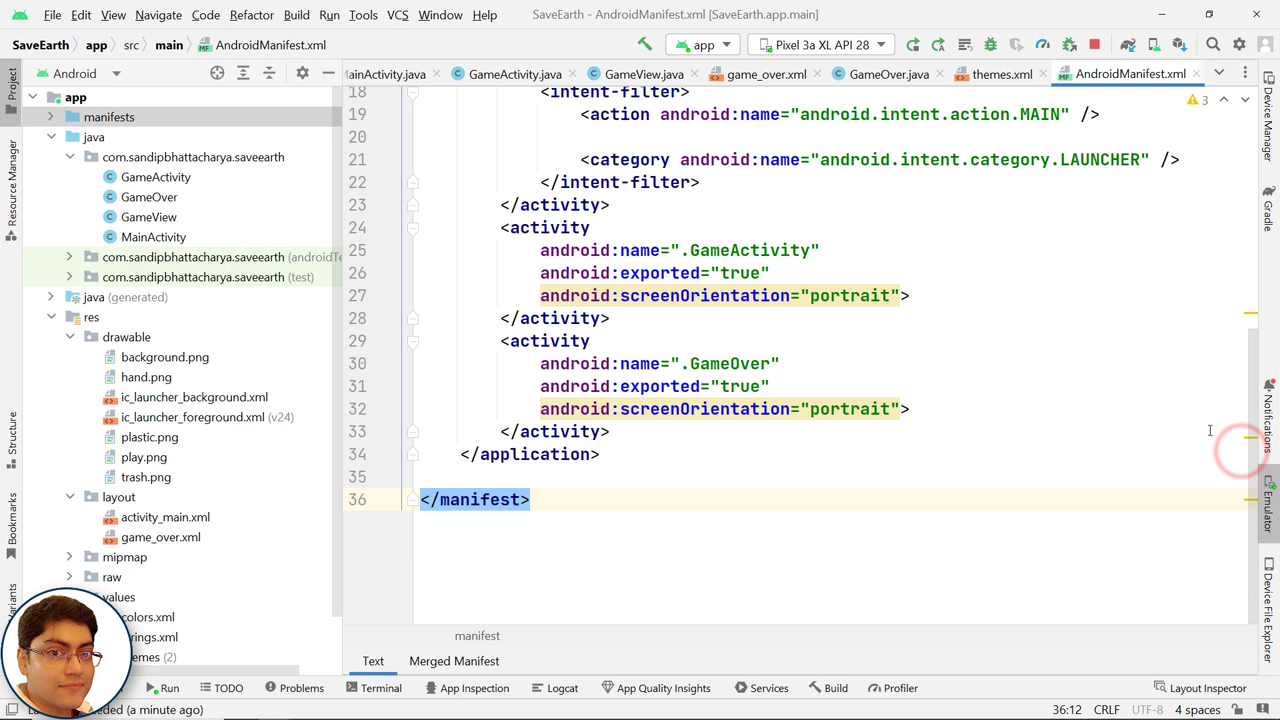 File Edit View Navigate Code Refactor Build Run Tools VCS Window Help SaveEarth - AndroidManifest.xml [SaveEarth.app.main]
SaveEarth app src main AndroidManifest.xml app Pixel 3a XL API 28
Android
ainActivity.java GameActivity.java GameView.java game_over.xml GameOver.java themes.xml AndroidManifest.xml
Project
Resource Manager
Structure
Bookmarks
app
manifests
java
com.sandipbhattacharya.saveearth
GameActivity
GameOver
GameView
MainActivity
com.sandipbhattacharya.saveearth (androidTe
com.sandipbhattacharya.saveearth (test)
java (generated)
res
drawable
background.png
hand.png
ic_launcher_background.xml
ic_launcher_foreground.xml (v24)
plastic.png
play.png
trash.png
layout
activity_main.xml
game_over.xml
mipmap
raw
values
colors.xml
(2)
3
18 <intent-filter>
19 <action android:name="android.intent.action.MAIN" />
20
21 <category android:name="android.intent.category.LAUNCHER" />
22 </intent-filter>
23 </activity>
24 <activity
25 android:name=".GameActivity"
26 android:exported="true"
27 android:screenOrientation="portrait">
28 </activity>
29 <activity
30 android:name=".GameOver"
31 android:exported="true"
32 android:screenOrientation="portrait">
33 </activity>
34 </application>
35
36 </manifest>
manifest
Text Merged Manifest
Device Manager
Gradle
Notifications
Emulator
Device File Explorer
Run TODO Problems Terminal App Inspection Logcat App Quality Insights Services Build Profiler Layout Inspector
(a minute ago) 36:12 CRLF UTF-8 4 spaces